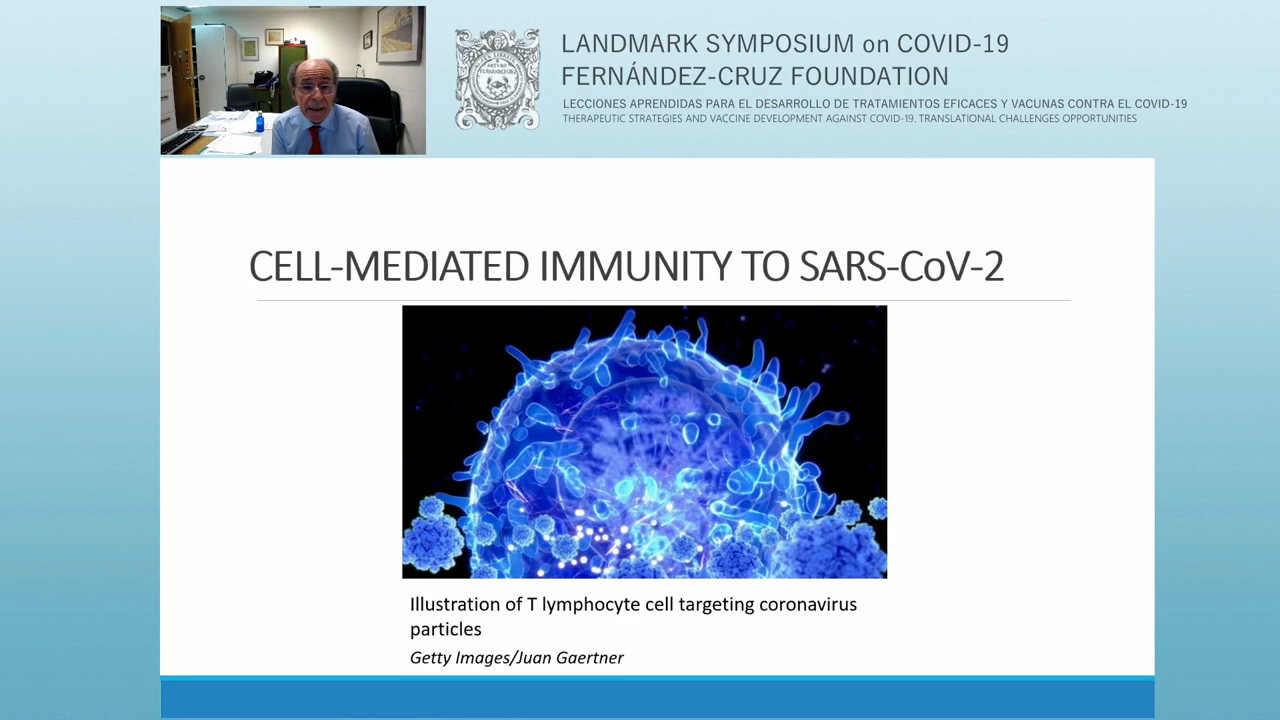 LANDMARK SYMPOSIUM on COVID-19
FERNÁNDEZ-CRUZ FOUNDATION
LECCIONES APRENDIDAS PARA EL DESARROLLO DE TRATAMIENTOS EFICACES Y VACUNAS CONTRA EL COVID-19
THERAPEUTIC STRATEGIES AND VACCINE DEVELOPMENT AGAINST COVID-19. TRANSLATIONAL CHALLENGES OPPORTUNITIES
CELL-MEDIATED IMMUNITY TO SARS-CoV-2
Illustration of T lymphocyte cell targeting coronavirus
particles
Getty Images/Juan Gaertner